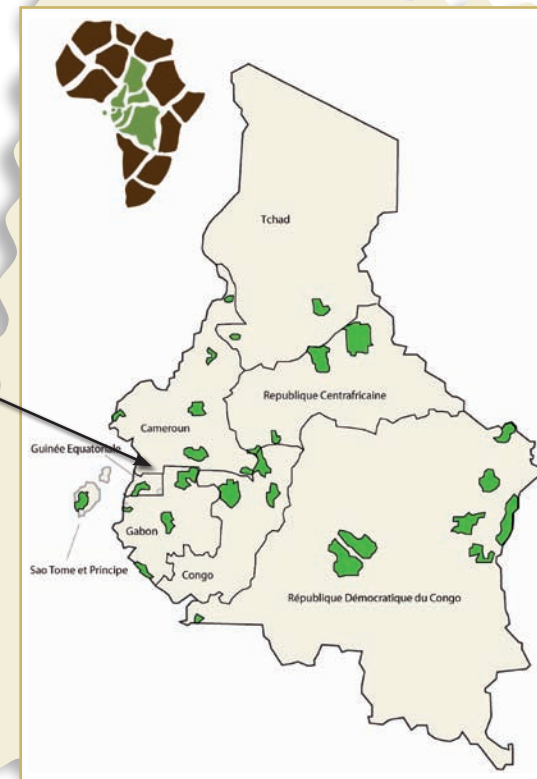 Tchad
Republique Centrafricaine
Cameroun
Guinée Equatoriale
Gabon
Sao Tome et Principe
Congo
République Démocratique du Congo